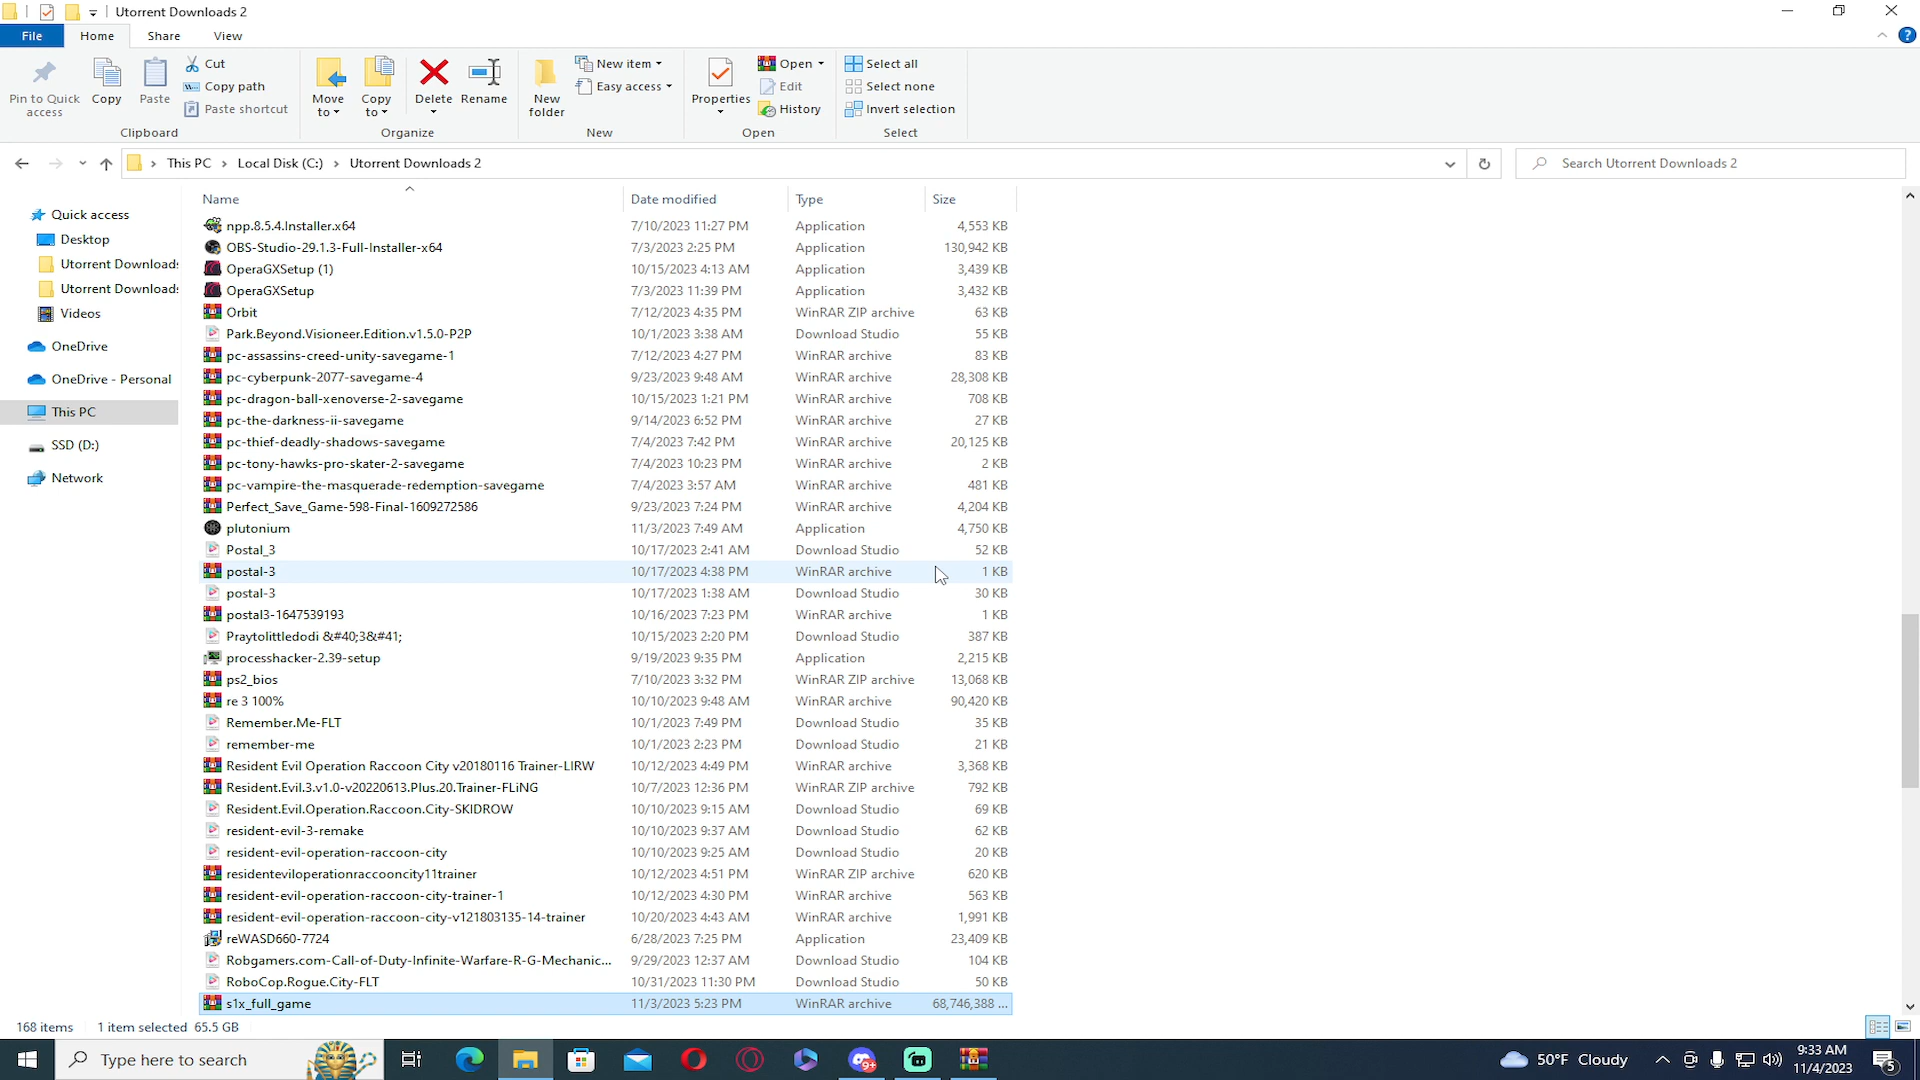 Utorrent Downloads 2
File Home Share View
Pin to Quick access
Copy
Paste
Cut
Copy path
Paste shortcut
Clipboard
Move to
Copy to
Delete
Rename
Organize
New folder
New item
Easy access
New
Properties
Open
Edit
History
Open
Select all
Select none
Invert selection
Select
This PC > Local Disk (C:) > Utorrent Downloads 2
Search Utorrent Downloads 2
Quick access
Desktop
Utorrent Downloads
Utorrent Downloads
Videos
OneDrive
OneDrive - Personal
This PC
SSD (D:)
Network
Name Date modified Type Size
npp.8.5.4.Installer.x64 7/10/2023 11:27 PM Application 4,553 KB
OBS-Studio-29.1.3-Full-Installer-x64 7/3/2023 2:25 PM Application 130,942 KB
OperaGXSetup (1) 10/15/2023 4:13 AM Application 3,439 KB
OperaGXSetup 7/3/2023 11:39 PM Application 3,432 KB
Orbit 7/12/2023 4:35 PM WinRAR ZIP archive 63 KB
Park.Beyond.Visioneer.Edition.v1.5.0-P2P 10/1/2023 3:38 AM Download Studio 55 KB
pc-assassins-creed-unity-savegame-1 7/12/2023 4:27 PM WinRAR archive 83 KB
pc-cyberpunk-2077-savegame-4 9/23/2023 9:48 AM WinRAR archive 28,308 KB
pc-dragon-ball-xenoverse-2-savegame 10/15/2023 1:21 PM WinRAR archive 708 KB
pc-the-darkness-ii-savegame 9/14/2023 6:52 PM WinRAR archive 27 KB
pc-thief-deadly-shadows-savegame 7/4/2023 7:42 PM WinRAR archive 20,125 KB
pc-tony-hawks-pro-skater-2-savegame 7/4/2023 10:23 PM WinRAR archive 2 KB
pc-vampire-the-masquerade-redemption-savegame 7/4/2023 3:57 AM WinRAR archive 481 KB
Perfect_Save_Game-598-Final-1609272586 9/23/2023 7:24 PM WinRAR archive 4,204 KB
plutonium 11/3/2023 7:49 AM Application 4,750 KB
Postal_3 10/17/2023 2:41 AM Download Studio 52 KB
postal-3 10/17/2023 4:38 PM WinRAR archive 1 KB
postal-3 10/17/2023 1:38 AM Download Studio 30 KB
postal3-1647539193 10/16/2023 7:23 PM WinRAR archive 1 KB
Praytolittledodi &#40;3&#41; 10/15/2023 2:20 PM Download Studio 387 KB
processhacker-2.39-setup 9/19/2023 9:35 PM Application 2,215 KB
ps2_bios 7/10/2023 3:32 PM WinRAR ZIP archive 13,068 KB
re 3 100% 10/10/2023 9:48 AM WinRAR archive 90,420 KB
Remember.Me-FLT 10/1/2023 7:49 PM Download Studio 35 KB
remember-me 10/1/2023 2:23 PM Download Studio 21 KB
Resident Evil Operation Raccoon City v20180116 Trainer-LIRW 10/12/2023 4:49 PM WinRAR archive 3,368 KB
Resident.Evil.3.v1.0-v20220613.Plus.20.Trainer-FLiNG 10/7/2023 12:36 PM WinRAR ZIP archive 792 KB
Resident.Evil.Operation.Raccoon.City-SKIDROW 10/10/2023 9:15 AM Download Studio 69 KB
resident-evil-3-remake 10/10/2023 9:37 AM Download Studio 62 KB
resident-evil-operation-raccoon-city 10/10/2023 9:25 AM Download Studio 20 KB
residenteviloperationraccooncity11trainer 10/12/2023 4:51 PM WinRAR ZIP archive 620 KB
resident-evil-operation-raccoon-city-trainer-1 10/12/2023 4:30 PM WinRAR archive 563 KB
resident-evil-operation-raccoon-city-v121803135-14-trainer 10/20/2023 4:43 AM WinRAR archive 1,991 KB
reWASD660-7724 6/28/2023 7:25 PM Application 23,409 KB
Robgamers.com-Call-of-Duty-Infinite-Warfare-R-G-Mechanic... 9/29/2023 12:37 AM Download Studio 104 KB
RoboCop.Rogue.City-FLT 10/31/2023 11:30 PM Download Studio 50 KB
s1x_full_game 11/3/2023 5:23 PM WinRAR archive 68,746,388 ...
168 items 1 item selected 65.5 GB
Type here to search
50°F Cloudy
9:33 AM
11/4/2023
5